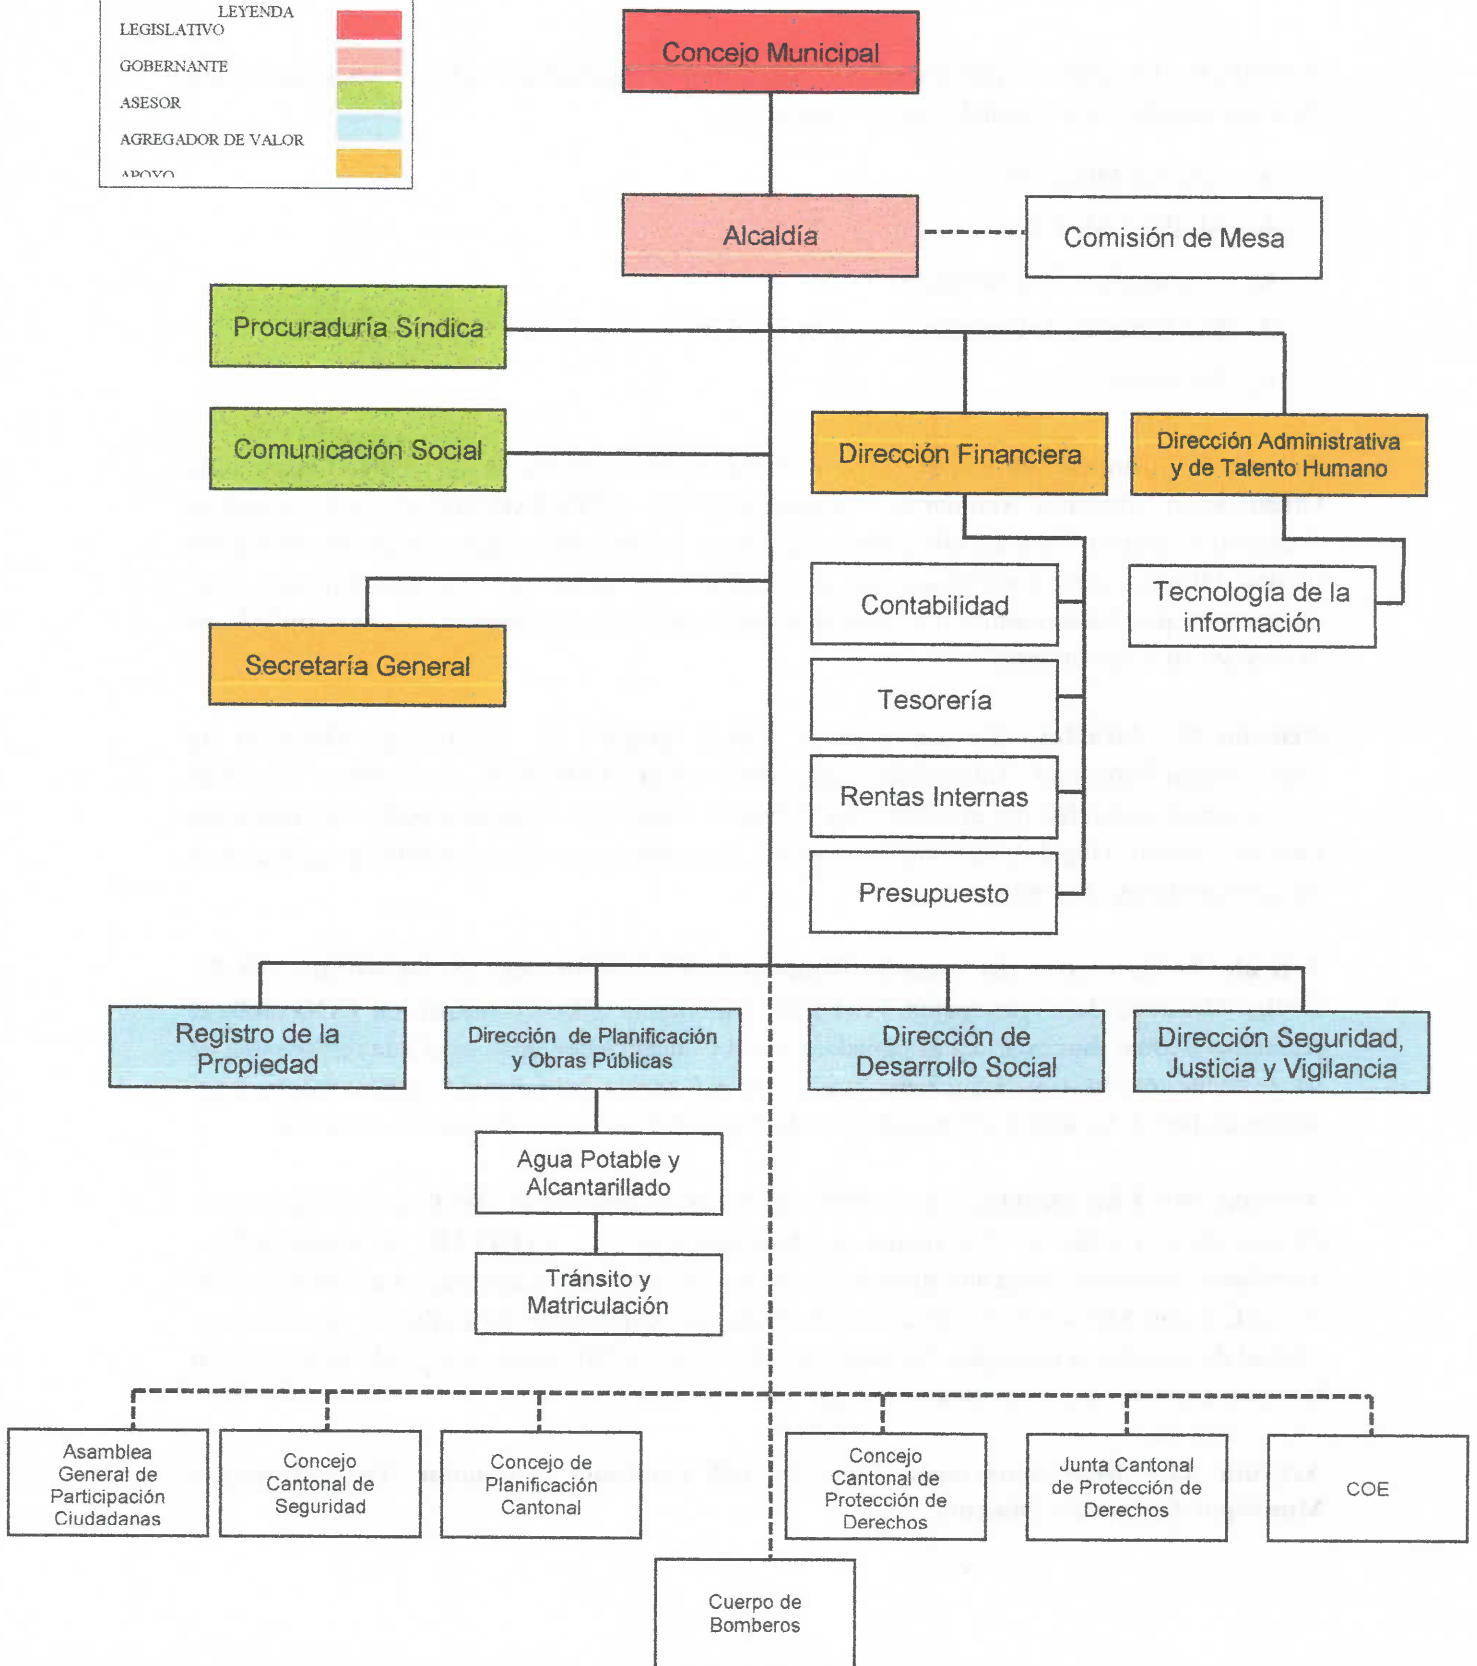 LEYENDA
LEGISLATIVO
GOBERNANTE
ASESOR
AGREGADOR DE VALOR
APOYO
Concejo Municipal
Alcaldía
Comisión de Mesa
Procuraduría Síndica
Comunicación Social
Dirección Financiera
Dirección Administrativa
y de Talento Humano
Contabilidad
Tecnología de la
información
Secretaría General
Tesorería
Rentas Internas
Presupuesto
Registro de la
Propiedad
Dirección de Planificación
y Obras Públicas
Dirección de
Desarrollo Social
Dirección Seguridad,
Justicia y Vigilancia
Agua Potable y
Alcantarillado
Tránsito y
Matriculación
Asamblea
General de
Participación
Ciudadanas
Concejo
Cantonal de
Seguridad
Concejo de
Planificación
Cantonal
Concejo
Cantonal de
Protección de
Derechos
Junta Cantonal
de Protección de
Derechos
COE
Cuerpo de
Bomberos